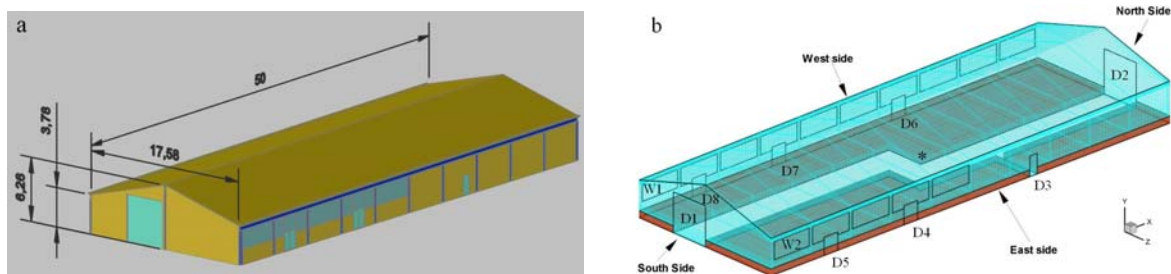 a
50
3,78
17,58
6,26
b
North Side
West side
D2
D6
D7
*
W1
D8
D1
D3
W2
D4
D5
South Side
East side
Y
X
Z